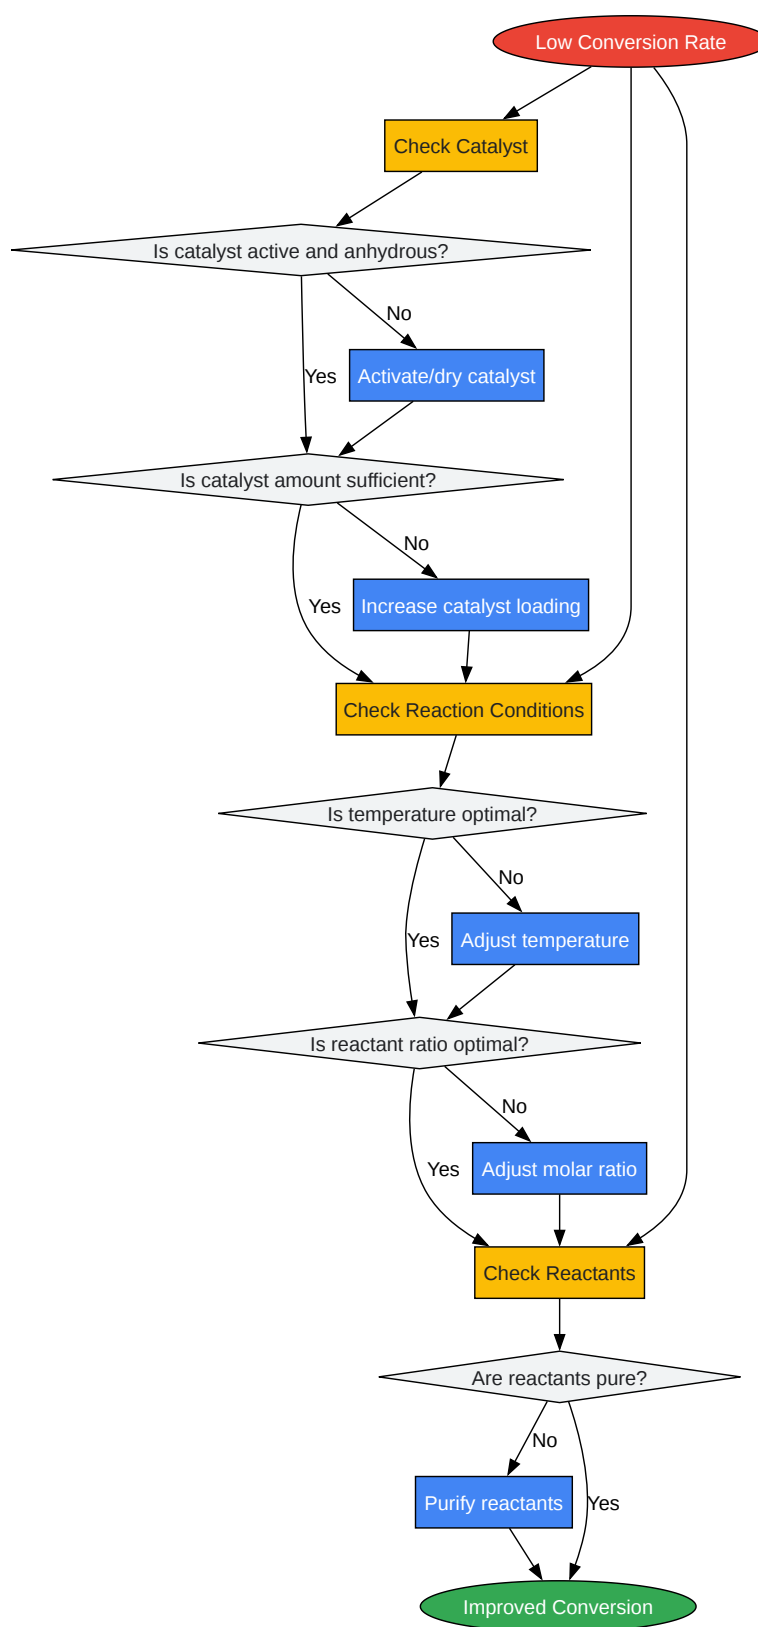 Low Conversion Rate
Check Catalyst
Is catalyst active and anhydrous?
No
Yes
Activate/dry catalyst
Is catalyst amount sufficient?
No
Yes
Increase catalyst loading
Check Reaction Conditions
Is temperature optimal?
No
Yes
Adjust temperature
Is reactant ratio optimal?
No
Yes
Adjust molar ratio
Check Reactants
Are reactants pure?
No
Purify reactants
Yes
Improved Conversion